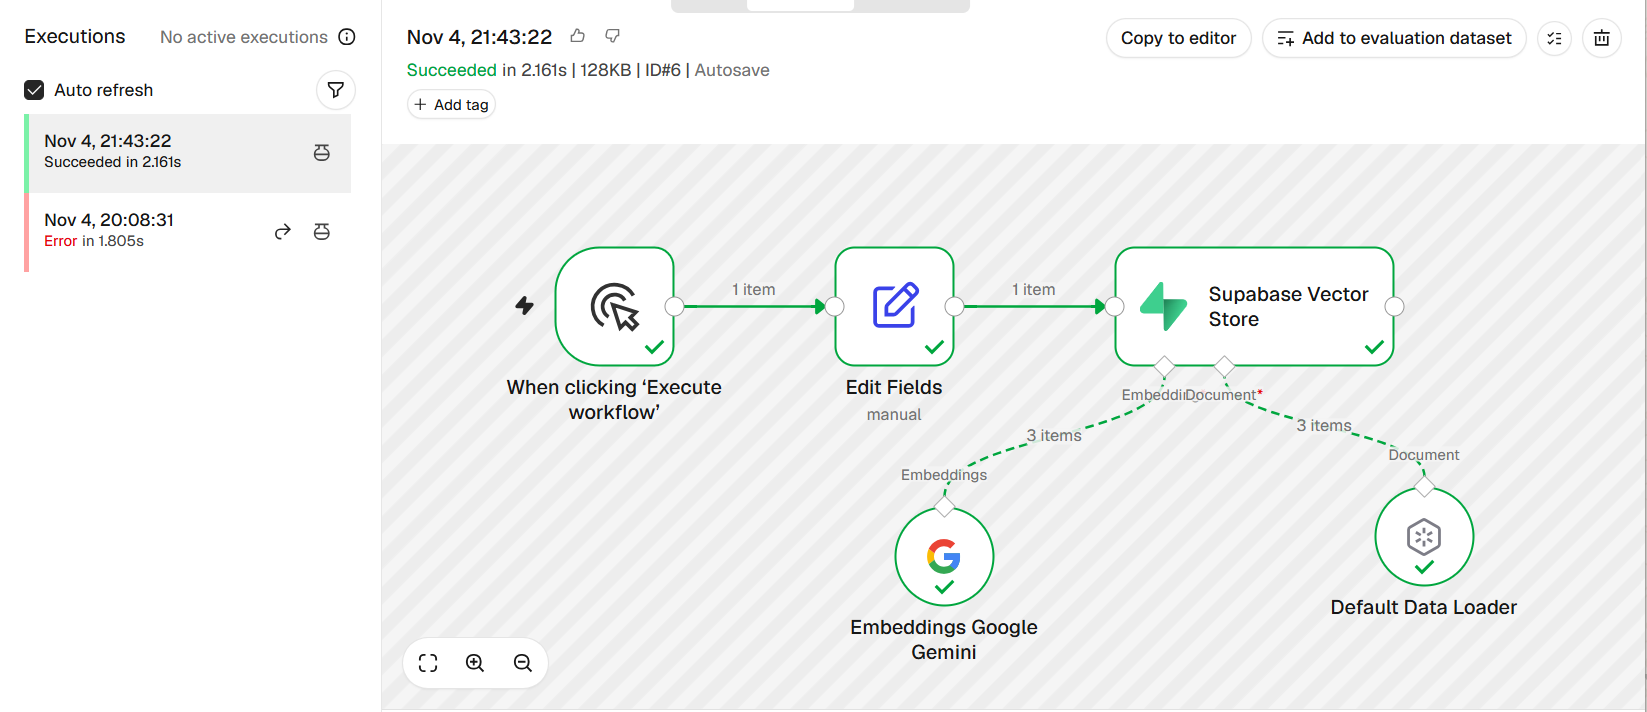 Executions
No active executions
Auto refresh
Nov 4, 21:43:22
Succeeded in 2.161s
Nov 4, 20:08:31
Error in 1.805s
Nov 4, 21:43:22
Succeeded in 2.161s | 128KB | ID#6 | Autosave
Add tag
Copy to editor
Add to evaluation dataset
1 item
1 item
Supabase Vector
Store
When clicking ‘Execute
workflow’
Edit Fields
manual
Embeddi
Document*
3 items
3 items
Embeddings
Document
Embeddings Google
Gemini
Default Data Loader